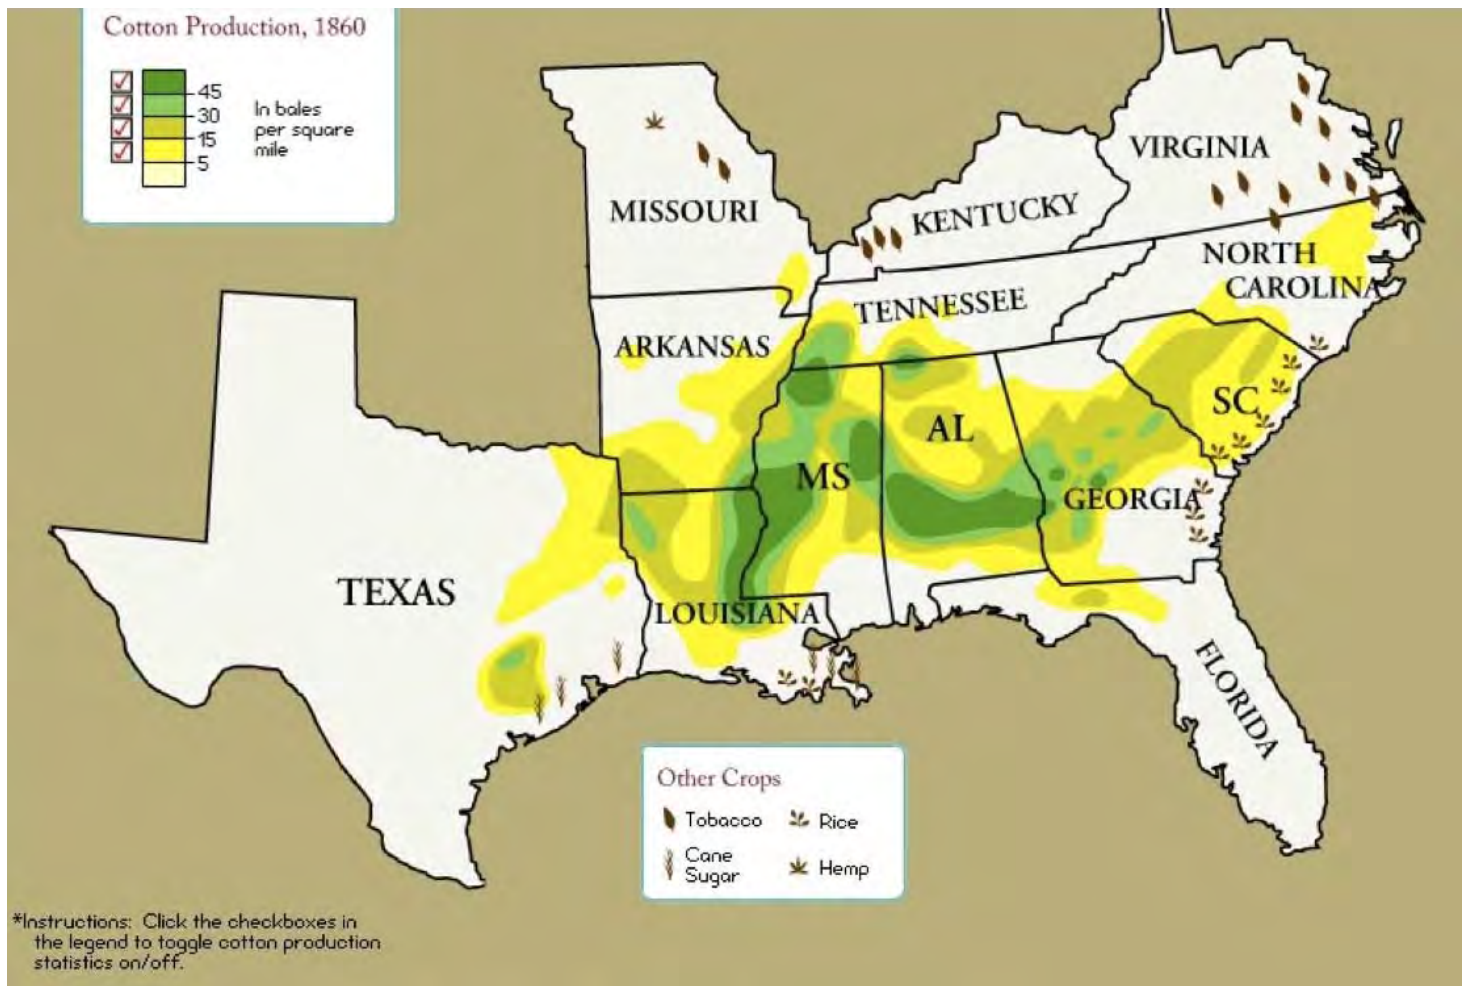 Cotton Production, 1860
45
30
15
5
In bales
per square
mile
VIRGINIA
MISSOURI
KENTUCKY
NORTH
CAROLINA
TENNESSEE
ARKANSAS
SC
AL
MS
GEORGIA
TEXAS
LOUISIANA
FLORIDA
Other Crops
Tobacco
Rice
Cane
Sugar
Hemp
*Instructions: Click the checkboxes in
the legend to toggle cotton production
statistics on/off.